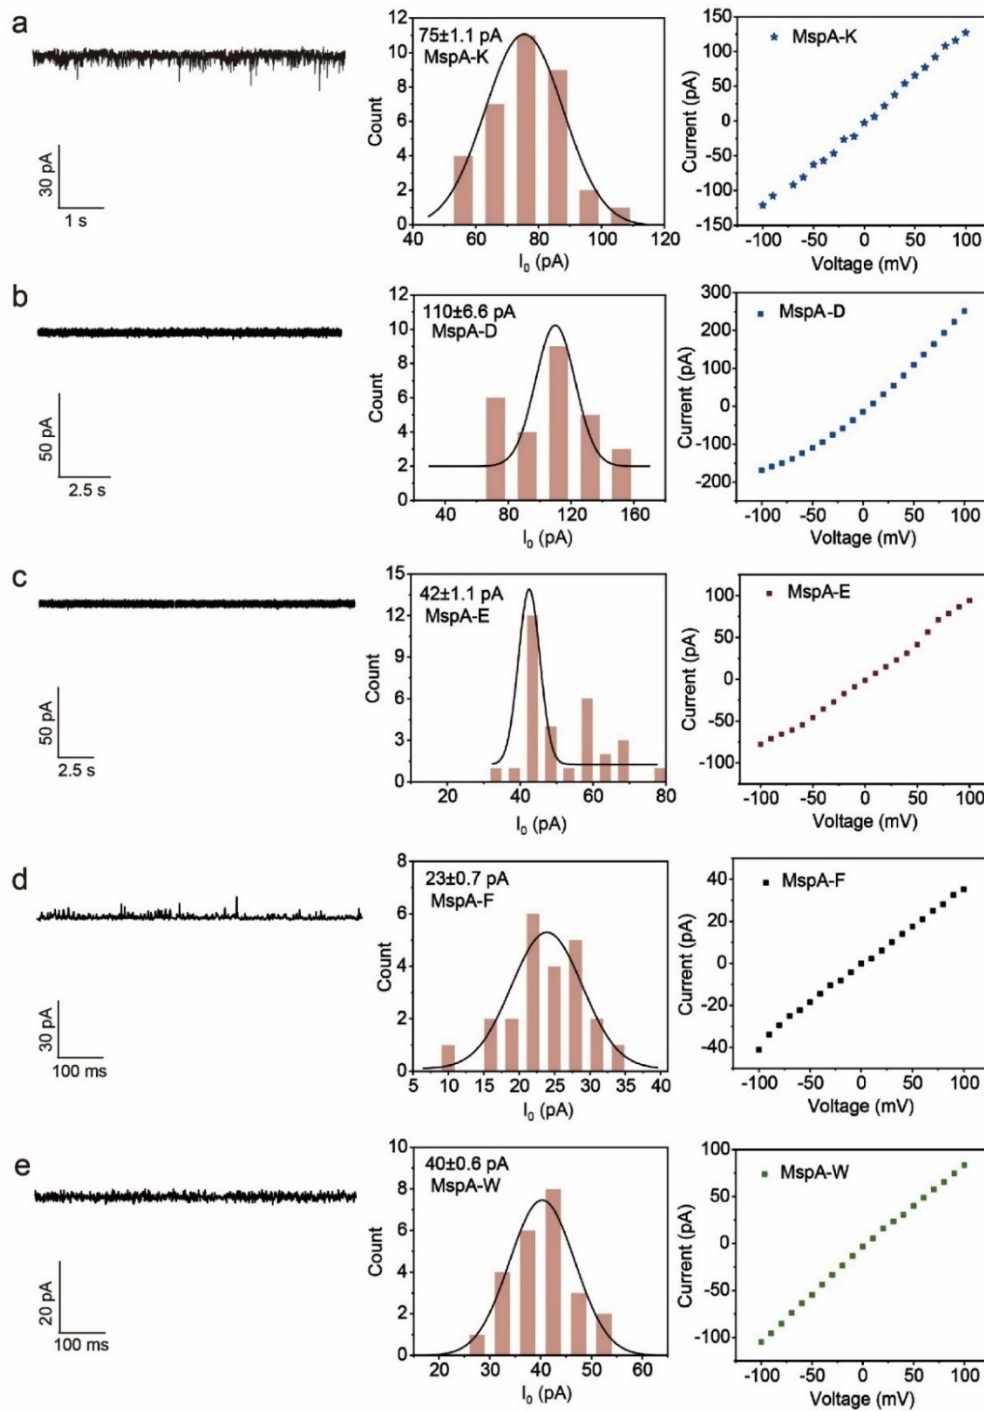 a
30 pA
1 s
75±1.1 pA
MspA-K
Count
12
10
8
6
4
2
0
40 60 80 100 120
I₀ (pA)
MspA-K
Current (pA)
150
100
50
0
-50
-100
-150
-100 -50 0 50 100
Voltage (mV)
b
50 pA
2.5 s
110±6.6 pA
MspA-D
Count
12
10
8
6
4
2
0
40 80 120 160
I₀ (pA)
MspA-D
Current (pA)
300
200
100
0
-100
-200
-100 -50 0 50 100
Voltage (mV)
c
50 pA
2.5 s
42±1.1 pA
MspA-E
Count
15
12
9
6
3
0
20 40 60 80
I₀ (pA)
MspA-E
Current (pA)
100
50
0
-50
-100
-100 -50 0 50 100
Voltage (mV)
d
30 pA
100 ms
23±0.7 pA
MspA-F
Count
8
6
4
2
0
5 10 15 20 25 30 35 40
I₀ (pA)
MspA-F
Current (pA)
40
20
0
-20
-40
-100 -50 0 50 100
Voltage (mV)
e
20 pA
100 ms
40±0.6 pA
MspA-W
Count
10
8
6
4
2
0
20 30 40 50 60
I₀ (pA)
MspA-W
Current (pA)
100
50
0
-50
-100
-100 -50 0 50 100
Voltage (mV)